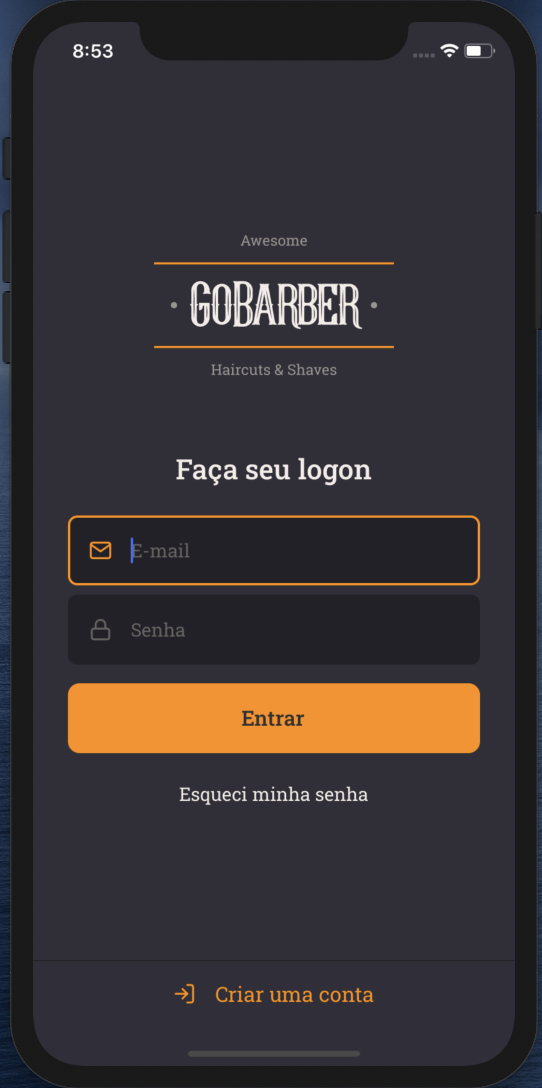 8:53
Awesome
GOBARBER
Haircuts & Shaves
Faça seu logon
E-mail
Senha
Entrar
Esqueci minha senha
Criar uma conta